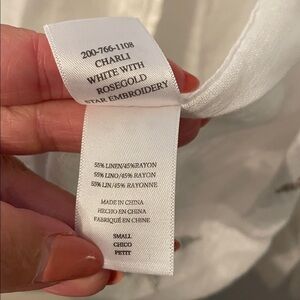 200-766-1108
CHARLI
WHITE WITH
ROSEGOLD
STAR EMBROIDERY
55% LINEN/45%RAYON
55% LINO/45% RAYON
55% LIN/45% RAYONNE
MADE IN CHINA
HECHO EN CHINA
FABRIQUÉ EN CHINE
SMALL
CHICO
PETIT